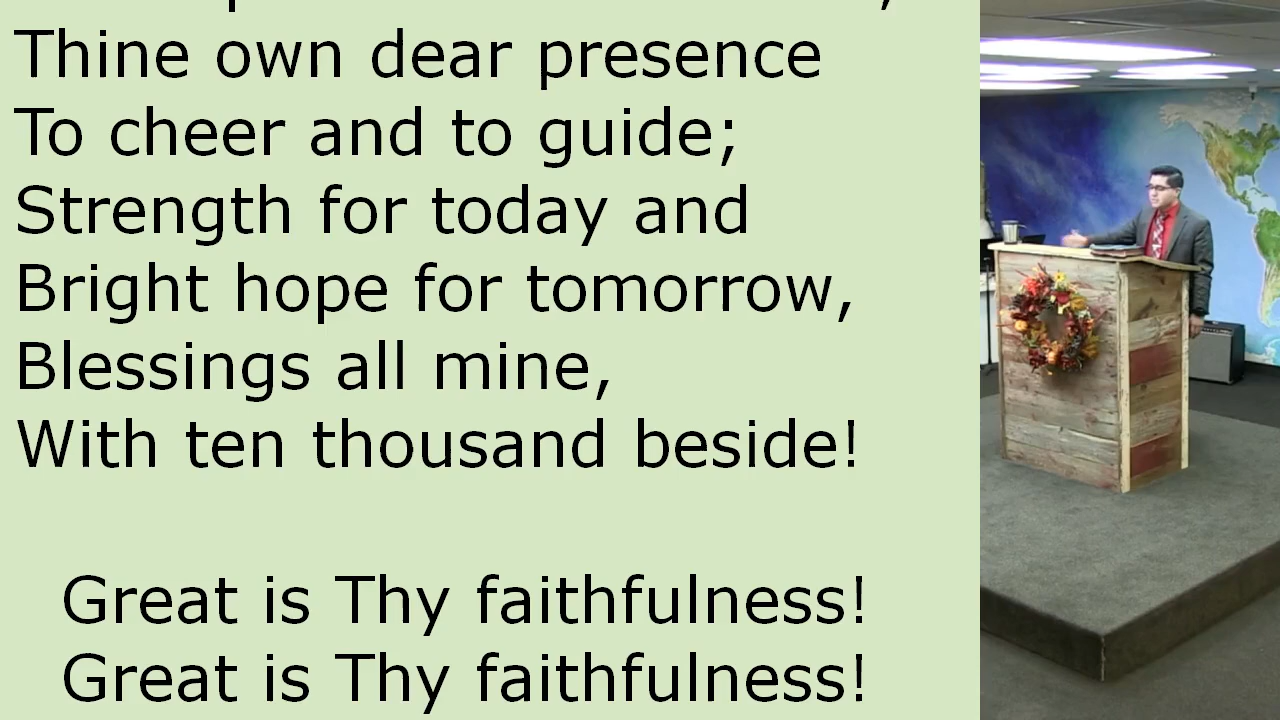 Thine own dear presence
To cheer and to guide;
Strength for today and
Bright hope for tomorrow,
Blessings all mine,
With ten thousand beside!
Great is Thy faithfulness!
Great is Thy faithfulness!